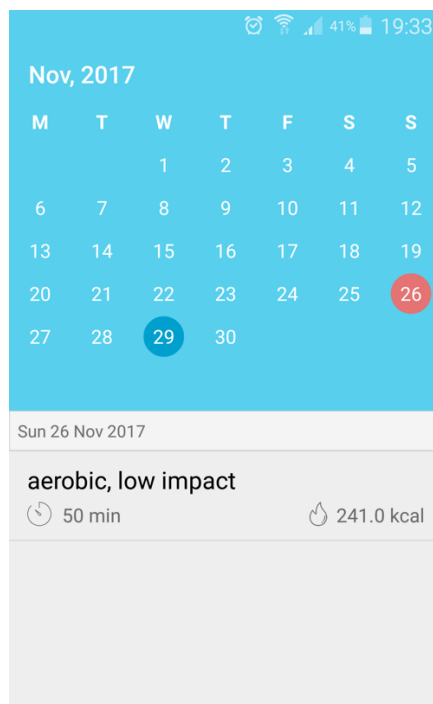 41% 19:33
Nov, 2017
M T W T F S S
1 2 3 4 5
6 7 8 9 10 11 12
13 14 15 16 17 18 19
20 21 22 23 24 25 26
27 28 29 30
Sun 26 Nov 2017
aerobic, low impact
50 min 241.0 kcal